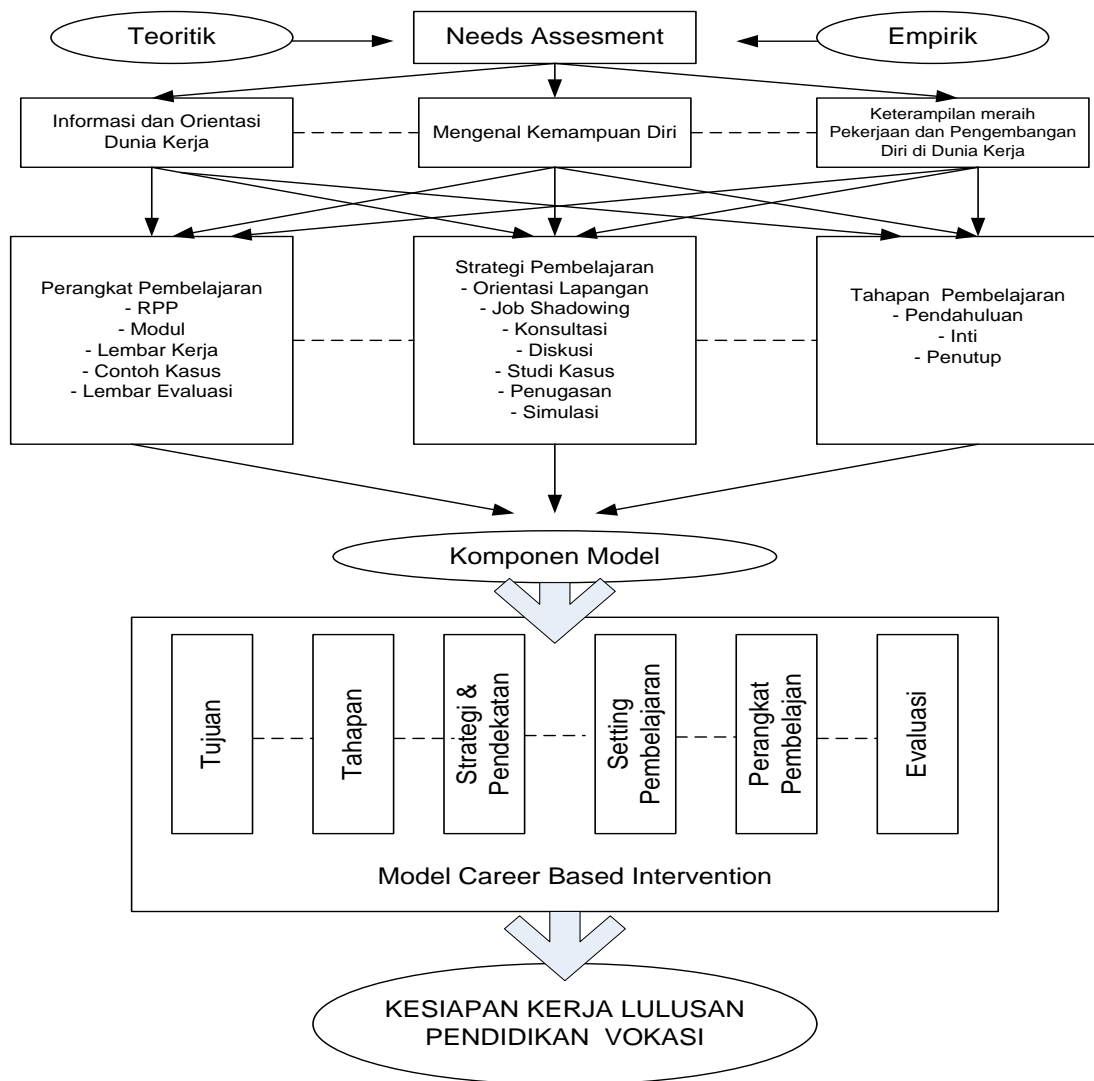 Teoritik
Needs Assesment
Empirik
Informasi dan Orientasi
Dunia Kerja
Mengenal Kemampuan Diri
Keterampilan meraih
Pekerjaan dan Pengembangan
Diri di Dunia Kerja
Perangkat Pembelajaran
- RPP
- Modul
- Lembar Kerja
- Contoh Kasus
- Lembar Evaluasi
Strategi Pembelajaran
- Orientasi Lapangan
- Job Shadowing
- Konsultasi
- Diskusi
- Studi Kasus
- Penugasan
- Simulasi
Tahapan Pembelajaran
- Pendahuluan
- Inti
- Penutup
Komponen Model
Tujuan
Tahapan
Strategi &
Pendekatan
Setting
Pembelajaran
Perangkat
Pembelajan
Evaluasi
Model Career Based Intervention
KESIAPAN KERJA LULUSAN
PENDIDIKAN VOKASI